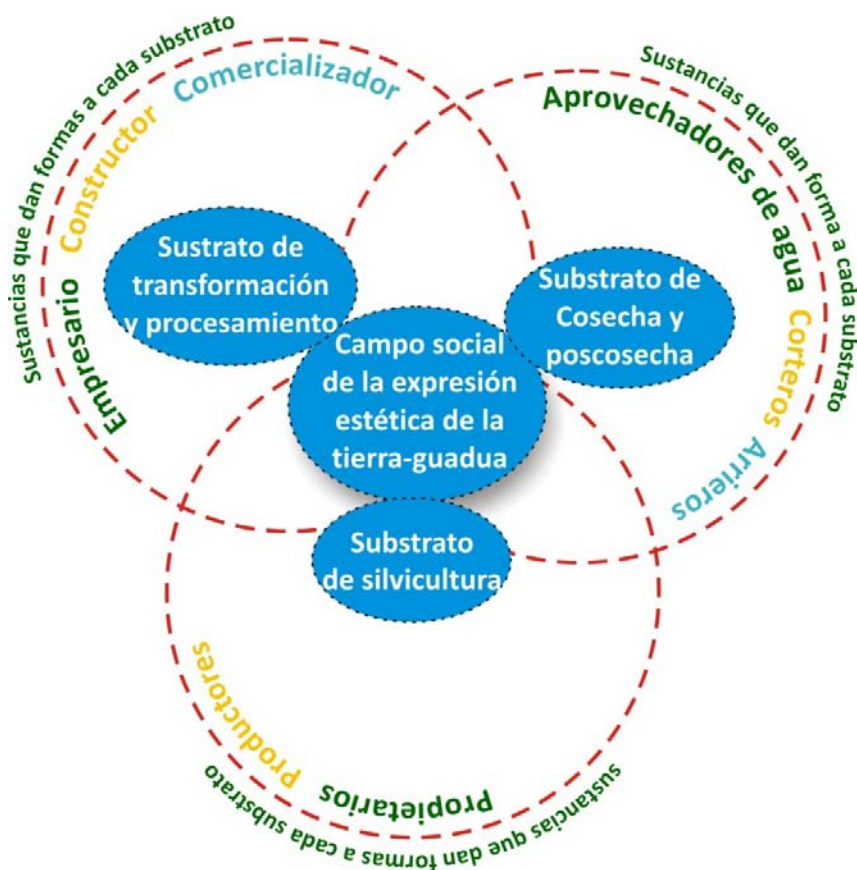 Sustancias que dan formas a cada substrato
Empresario
Constructor
Comercializador
Sustrato de
transformación
y procesamiento
Sustancias que dan forma a cada substrato
Aprovechadores de agua
Corteros
Arrieros
Substrato de
Cosecha y
poscosecha
Campo social
de la expresión
estética de la
tierra-guadua
Substrato
de silvicultura
Productores
Propietarios
sustancias que dan formas a cada substrato